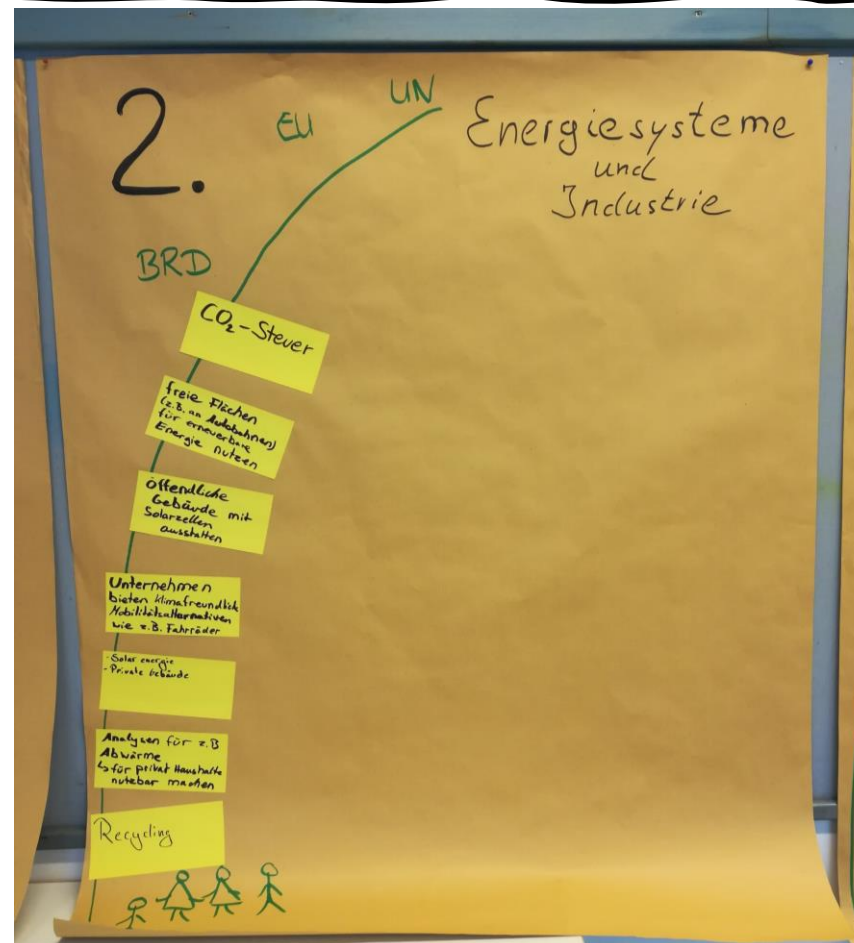 2.
EU
UN
Energiesysteme
und
Industrie
BRD
CO₂-Steuer
freie Flächen
(z.B. an Autobahnen)
für erneuerbare
Energie nutzen
öffendliche
Gebäude mit
Solarzellen
ausstatten
Unternehmen
bieten klimafreundlich
Mobilitätsalternativen
wie z.B. Fahrräder
- Solar energie
- Private Gebäude
Analysen für z.B
Abwärme
↳ für privat Haushalte
nutzbar machen
Recycling